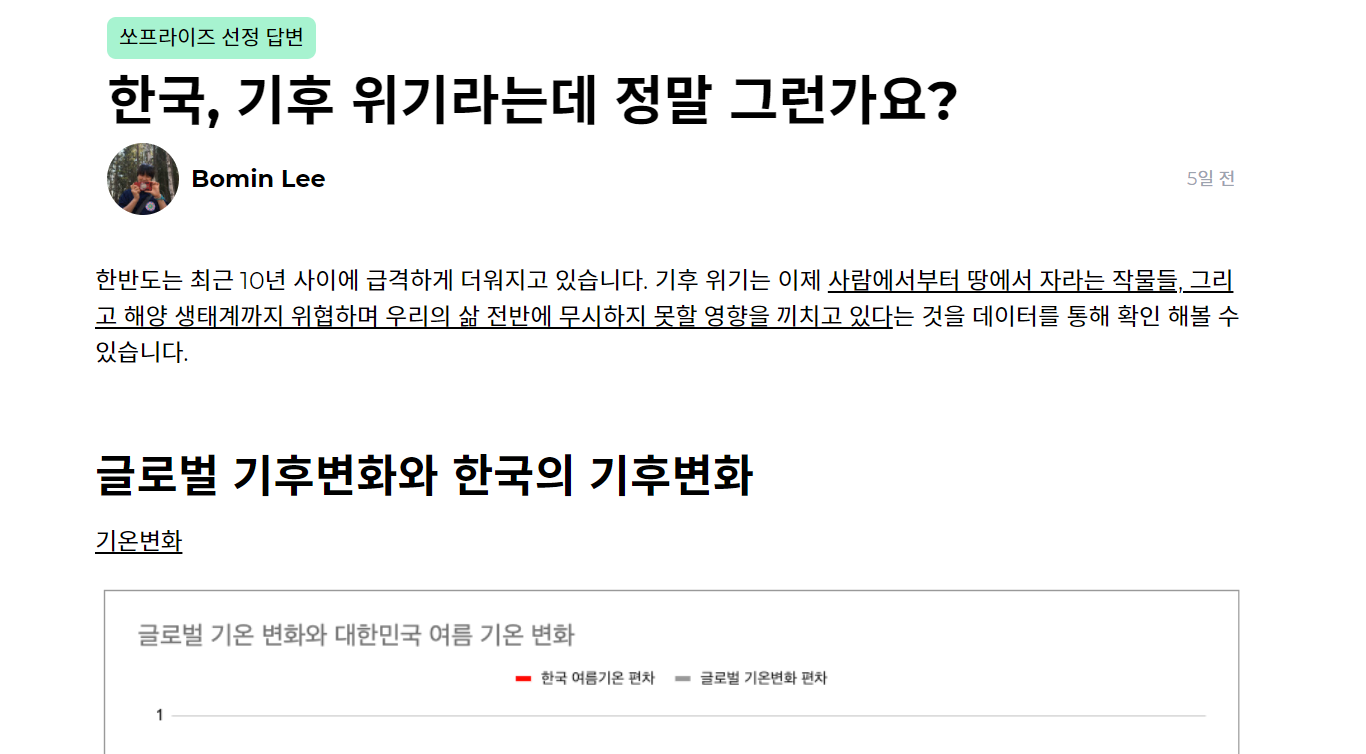 쏘프라이즈 선정 답변
한국, 기후 위기라는데 정말 그런가요?
Bomin Lee
5일 전
한반도는 최근 10년 사이에 급격하게 더워지고 있습니다. 기후 위기는 이제 사람에서부터 땅에서 자라는 작물들, 그리
고 해양 생태계까지 위협하며 우리의 삶 전반에 무시하지 못할 영향을 끼치고 있다는 것을 데이터를 통해 확인 해볼 수
있습니다.
글로벌 기후변화와 한국의 기후변화
기온변화
글로벌 기온 변화와 대한민국 여름 기온 변화
한국 여름기온 편차 글로벌 기온변화 편차
1